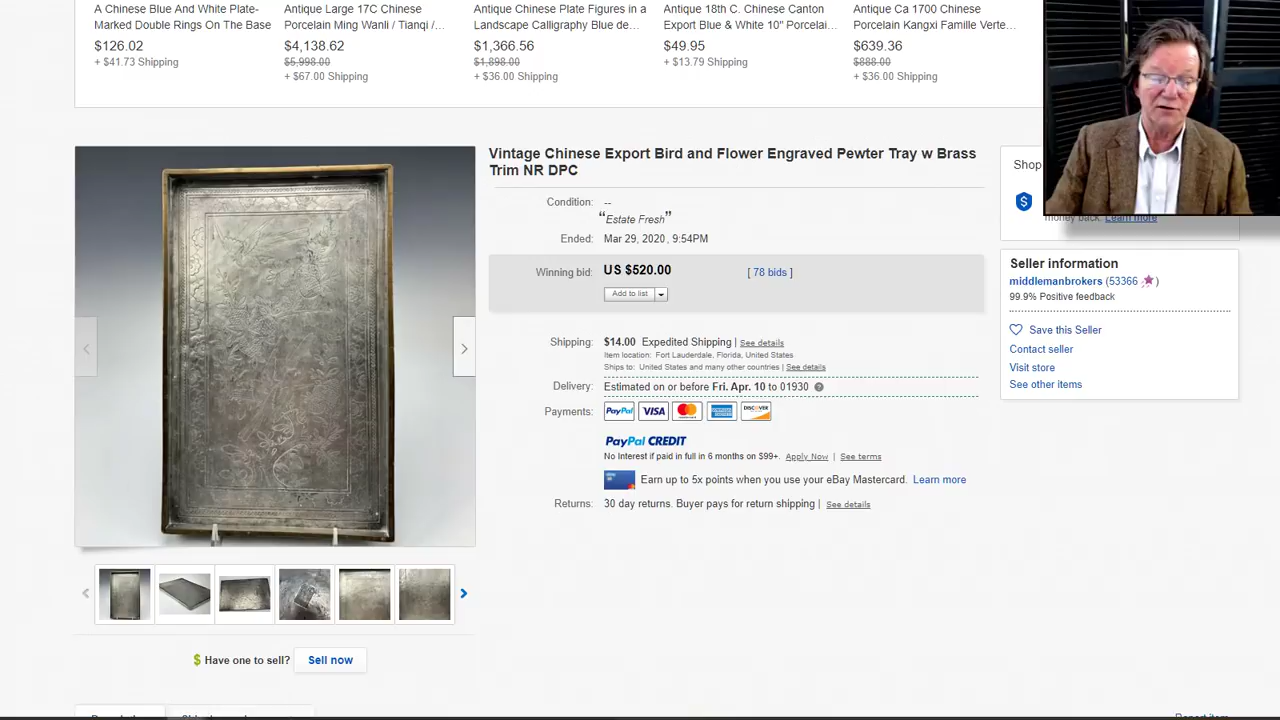 A Chinese Blue And White Plate-
Marked Double Rings On The Base
$126.02
+ $41.73 Shipping
Antique Large 17C Chinese
Porcelain Ming Wanli / Tianqi /…
$4,138.62
$5,998.00
+ $67.00 Shipping
Antique Chinese Plate Figures in a
Landscape Calligraphy Blue de…
$1,366.56
$1,898.00
+ $36.00 Shipping
Antique 18th C. Chinese Canton
Export Blue & White 10" Porcelai…
$49.95
+ $13.79 Shipping
Antique Ca 1700 Chinese
Porcelain Kangxi Famille Verte…
$639.36
$888.00
+ $36.00 Shipping
Vintage Chinese Export Bird and Flower Engraved Pewter Tray w Brass
Trim NR DPC
Condition: --
“Estate Fresh”
Ended: Mar 29, 2020 , 9:54PM
Winning bid: US $520.00 [ 78 bids ]
Add to list
Shipping: $14.00 Expedited Shipping | See details
Item location: Fort Lauderdale, Florida, United States
Ships to: United States and many other countries | See details
Delivery: Estimated on or before Fri. Apr. 10 to 01930
Payments: PayPal VISA DISCOVER
PayPal CREDIT
No Interest if paid in full in 6 months on $99+. Apply Now | See terms
Earn up to 5x points when you use your eBay Mastercard. Learn more
Returns: 30 day returns. Buyer pays for return shipping | See details
Shop
money back. Learn more
Seller information
middlemanbrokers (53366 )
99.9% Positive feedback
Save this Seller
Contact seller
Visit store
See other items
Have one to sell? Sell now
Report item